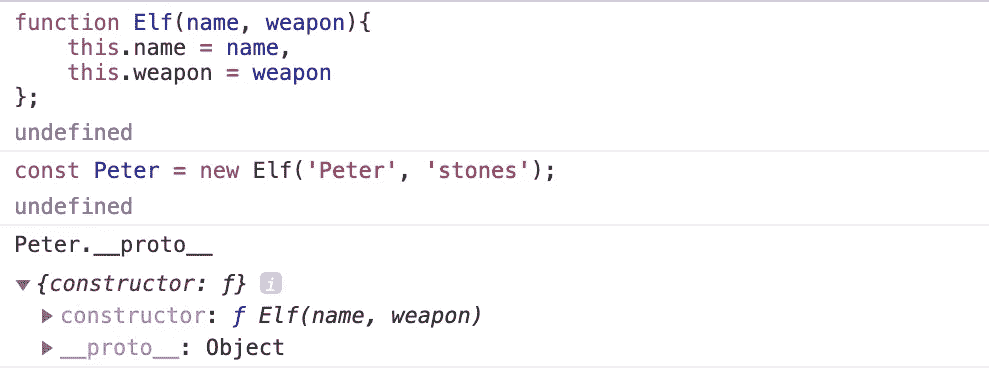 function Elf(name, weapon){
    this.name = name,
    this.weapon = weapon
};
undefined
const Peter = new Elf('Peter', 'stones');
undefined
Peter.__proto__
▼{constructor: ƒ} i
▶ constructor: ƒ Elf(name, weapon)
▶ __proto__: Object